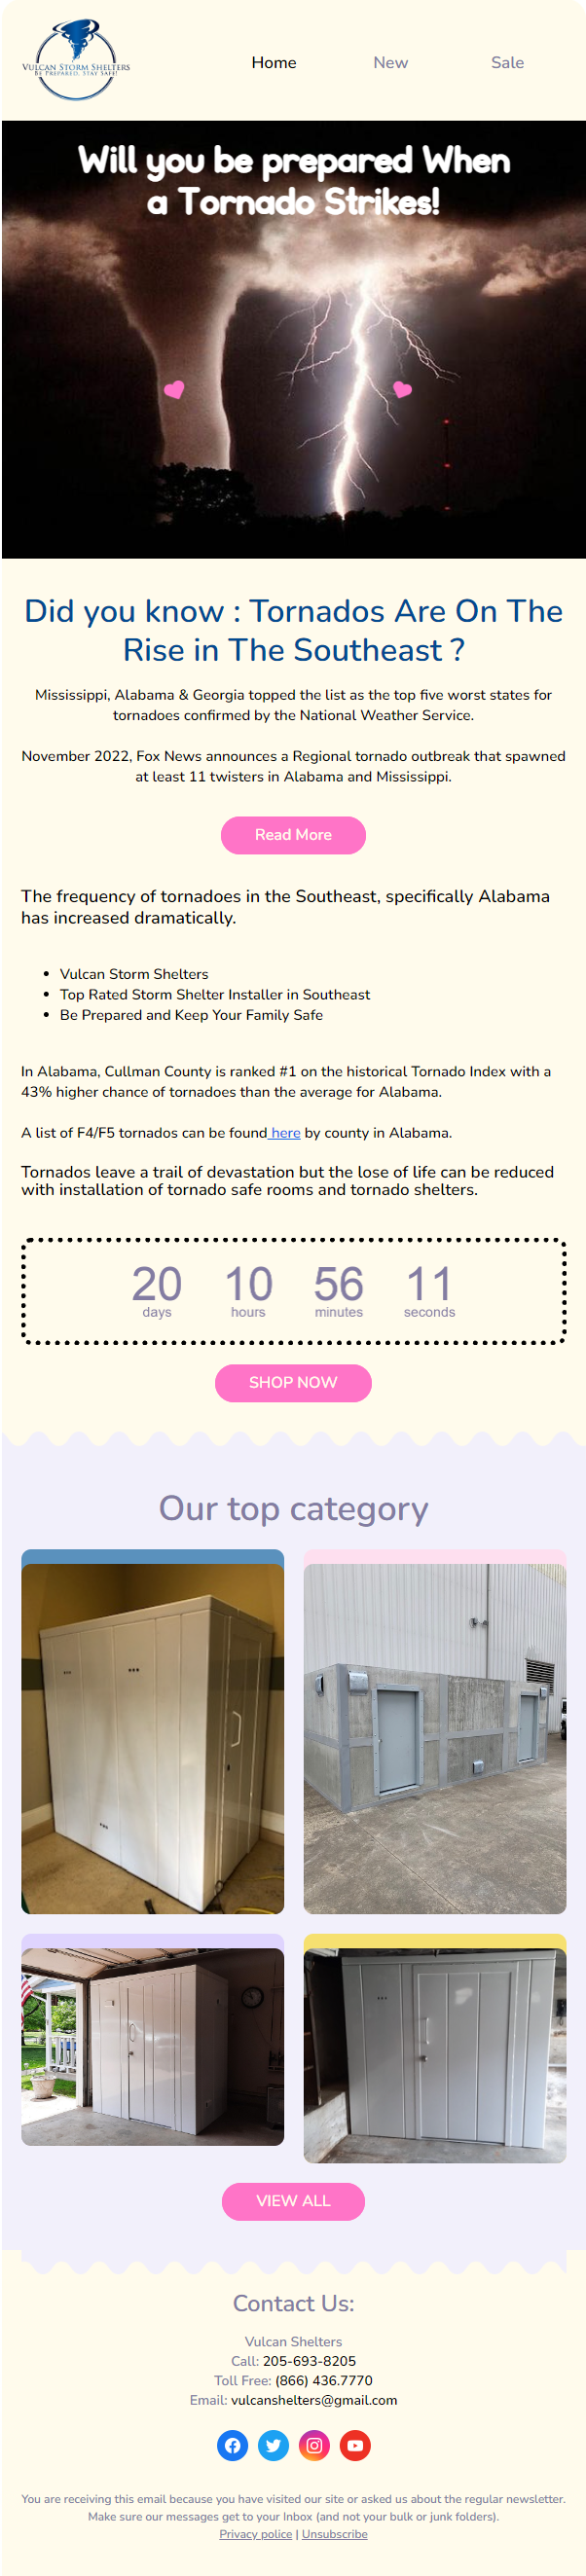 VULCAN STORM SHELTERS
BE PREPARED, STAY SAFE!
Home New Sale
Will you be prepared When
a Tornado Strikes!
Did you know : Tornados Are On The
Rise in The Southeast ?
Mississippi, Alabama & Georgia topped the list as the top five worst states for
tornadoes confirmed by the National Weather Service.
November 2022, Fox News announces a Regional tornado outbreak that spawned
at least 11 twisters in Alabama and Mississippi.
Read More
The frequency of tornadoes in the Southeast, specifically Alabama
has increased dramatically.
• Vulcan Storm Shelters
• Top Rated Storm Shelter Installer in Southeast
• Be Prepared and Keep Your Family Safe
In Alabama, Cullman County is ranked #1 on the historical Tornado Index with a
43% higher chance of tornadoes than the average for Alabama.
A list of F4/F5 tornados can be found here by county in Alabama.
Tornados leave a trail of devastation but the lose of life can be reduced
with installation of tornado safe rooms and tornado shelters.
20 10 56 11
days hours minutes seconds
SHOP NOW
Our top category
VIEW ALL
Contact Us:
Vulcan Shelters
Call: 205-693-8205
Toll Free: (866) 436.7770
Email: vulcanshelters@gmail.com
You are receiving this email because you have visited our site or asked us about the regular newsletter.
Make sure our messages get to your Inbox (and not your bulk or junk folders).
Privacy police | Unsubscribe